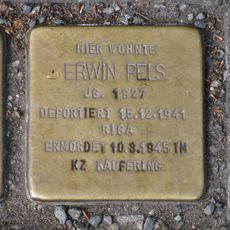 HIER WOHNTE
ERWIN PELS
JG. 1927
DEPORTIERT 15.12.1941
RIGA
ERMORDET 10.3.1945 IN
KZ KAUFERING